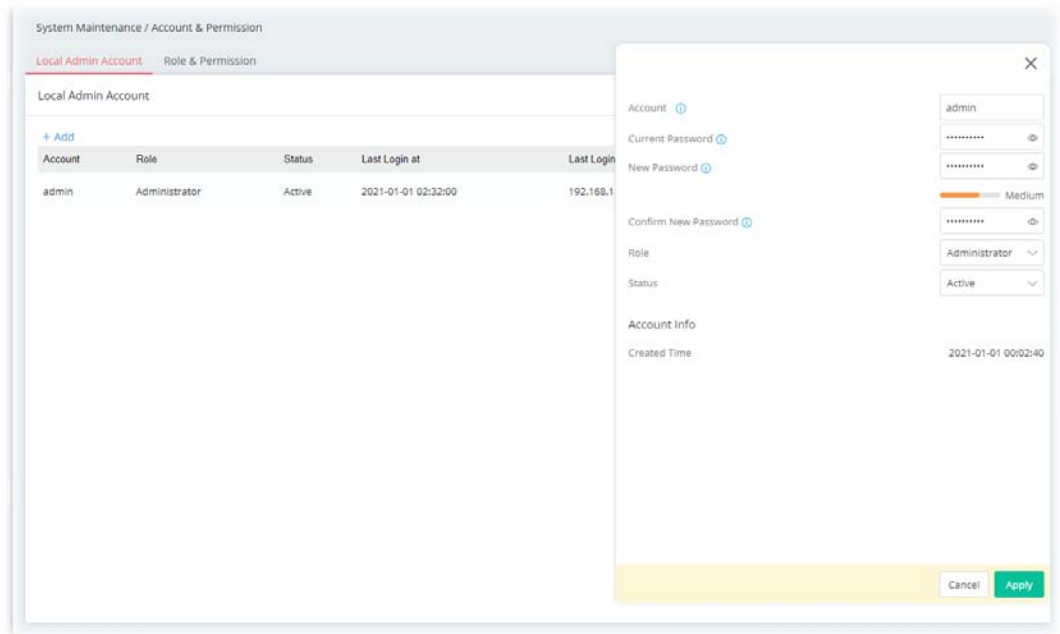 System Maintenance / Account & Permission
Local Admin Account Role & Permission
Local Admin Account
+ Add
Account Role Status Last Login at Last Login
admin Administrator Active 2021-01-01 02:32:00 192.168.1
Account admin
Current Password ••••••••••
New Password ••••••••••
Medium
Confirm New Password ••••••••••
Role Administrator
Status Active
Account Info
Created Time 2021-01-01 00:02:40
Cancel Apply